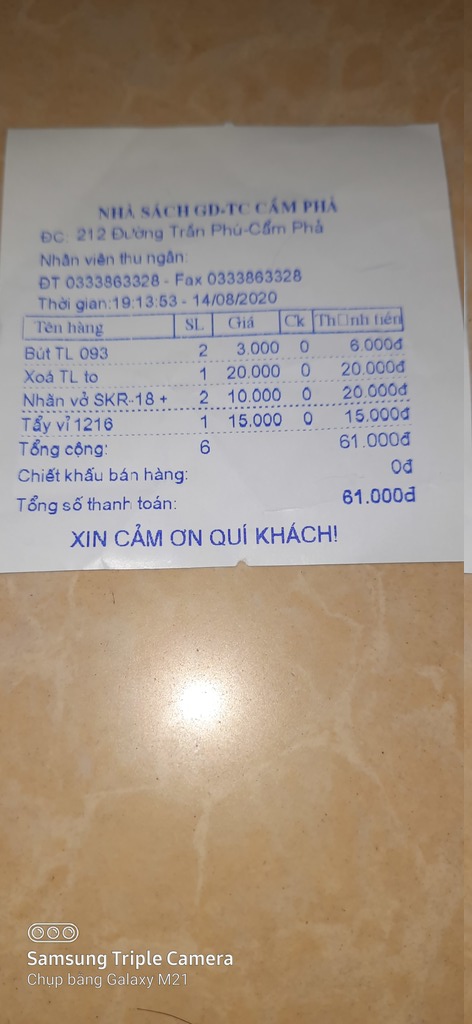 NHÀ SÁCH GD-TC CẨM PHẢ
ĐC: 212 Đường Trần Phú-Cẩm Phả
Nhân viên thu ngân:
ĐT 0333863328 - Fax 0333863328
Thời gian:19:13:53 - 14/08/2020
Tên hàng SL Giá Ck Th□nh tiền
Bút TL 093 2 3.000 0 6.000đ
Xoá TL to 1 20.000 0 20.000đ
Nhãn vở SKR-18 + 2 10.000 0 20.000đ
Tẩy vỉ 1216 1 15.000 0 15.000đ
Tổng cộng: 6 61.000đ
Chiết khấu bán hàng: 0đ
Tổng số thanh toán: 61.000đ
XIN CẢM ƠN QUÍ KHÁCH!
Samsung Triple Camera
Chụp bằng Galaxy M21